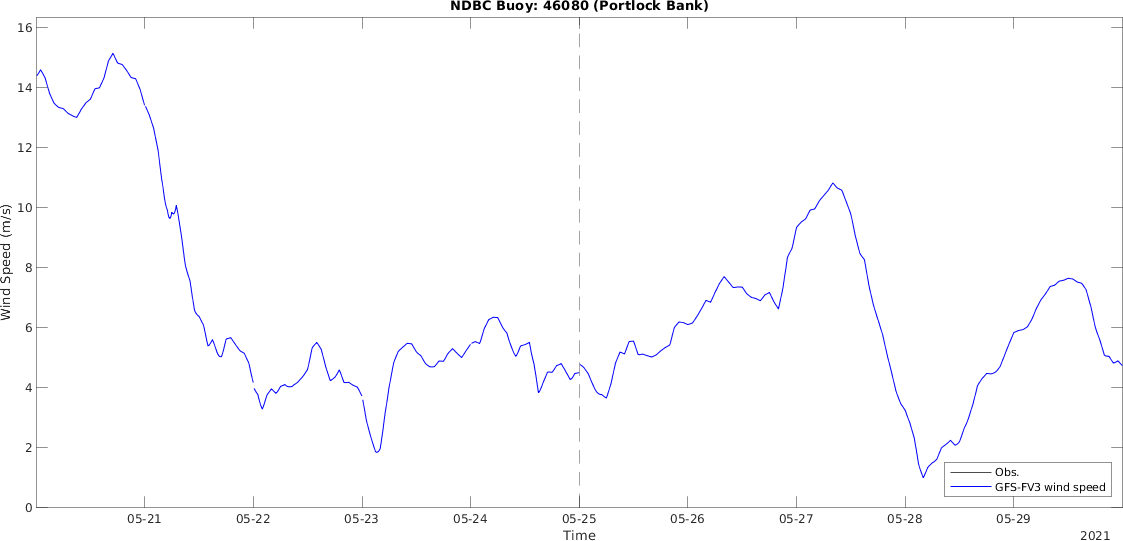 NDBC Buoy: 46080 (Portlock Bank)
16
14
12
10
8
6
4
2
0
Wind Speed (m/s)
05-21 05-22 05-23 05-24 05-25 05-26 05-27 05-28 05-29
Time
2021
Obs.
GFS-FV3 wind speed